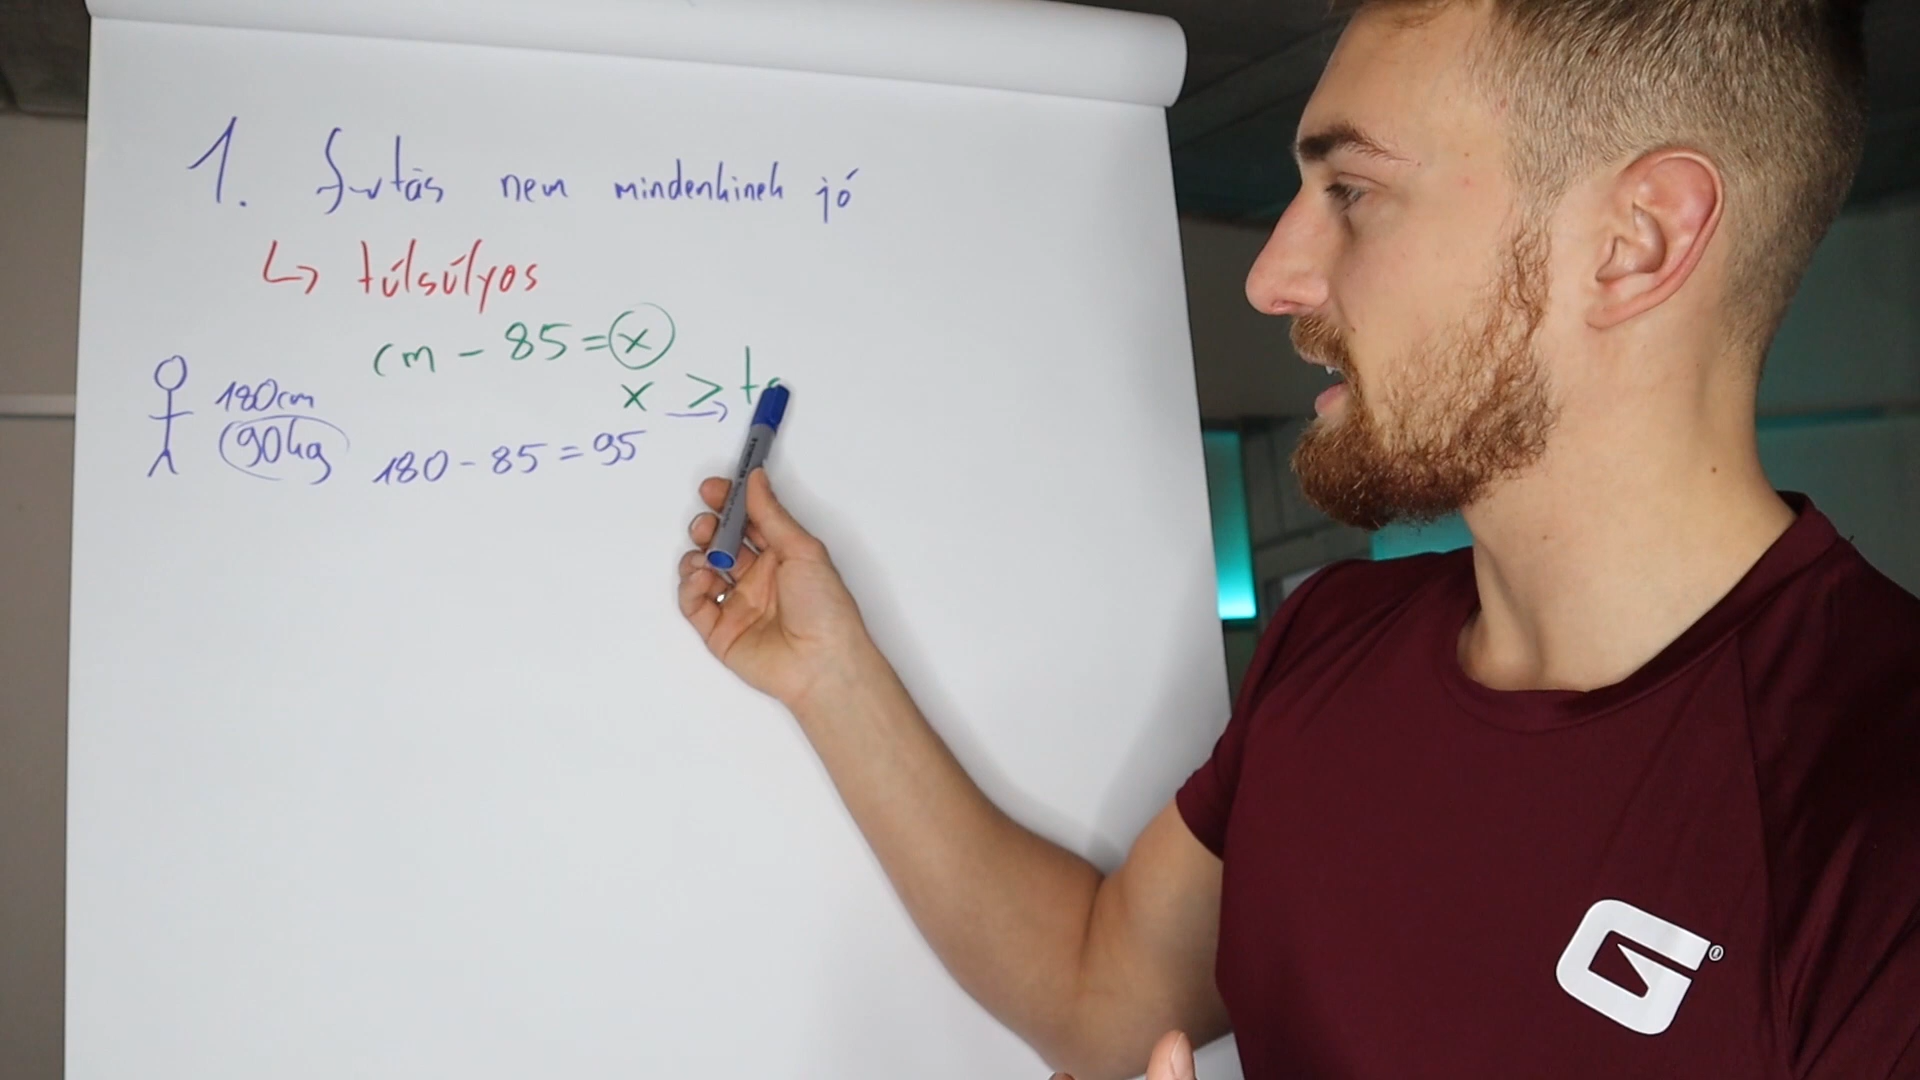 1. futás nem mindenkinek jó
↳ túlsúlyos
cm - 85 = x
x ≥
180cm
90kg 180 - 85 = 95
G®